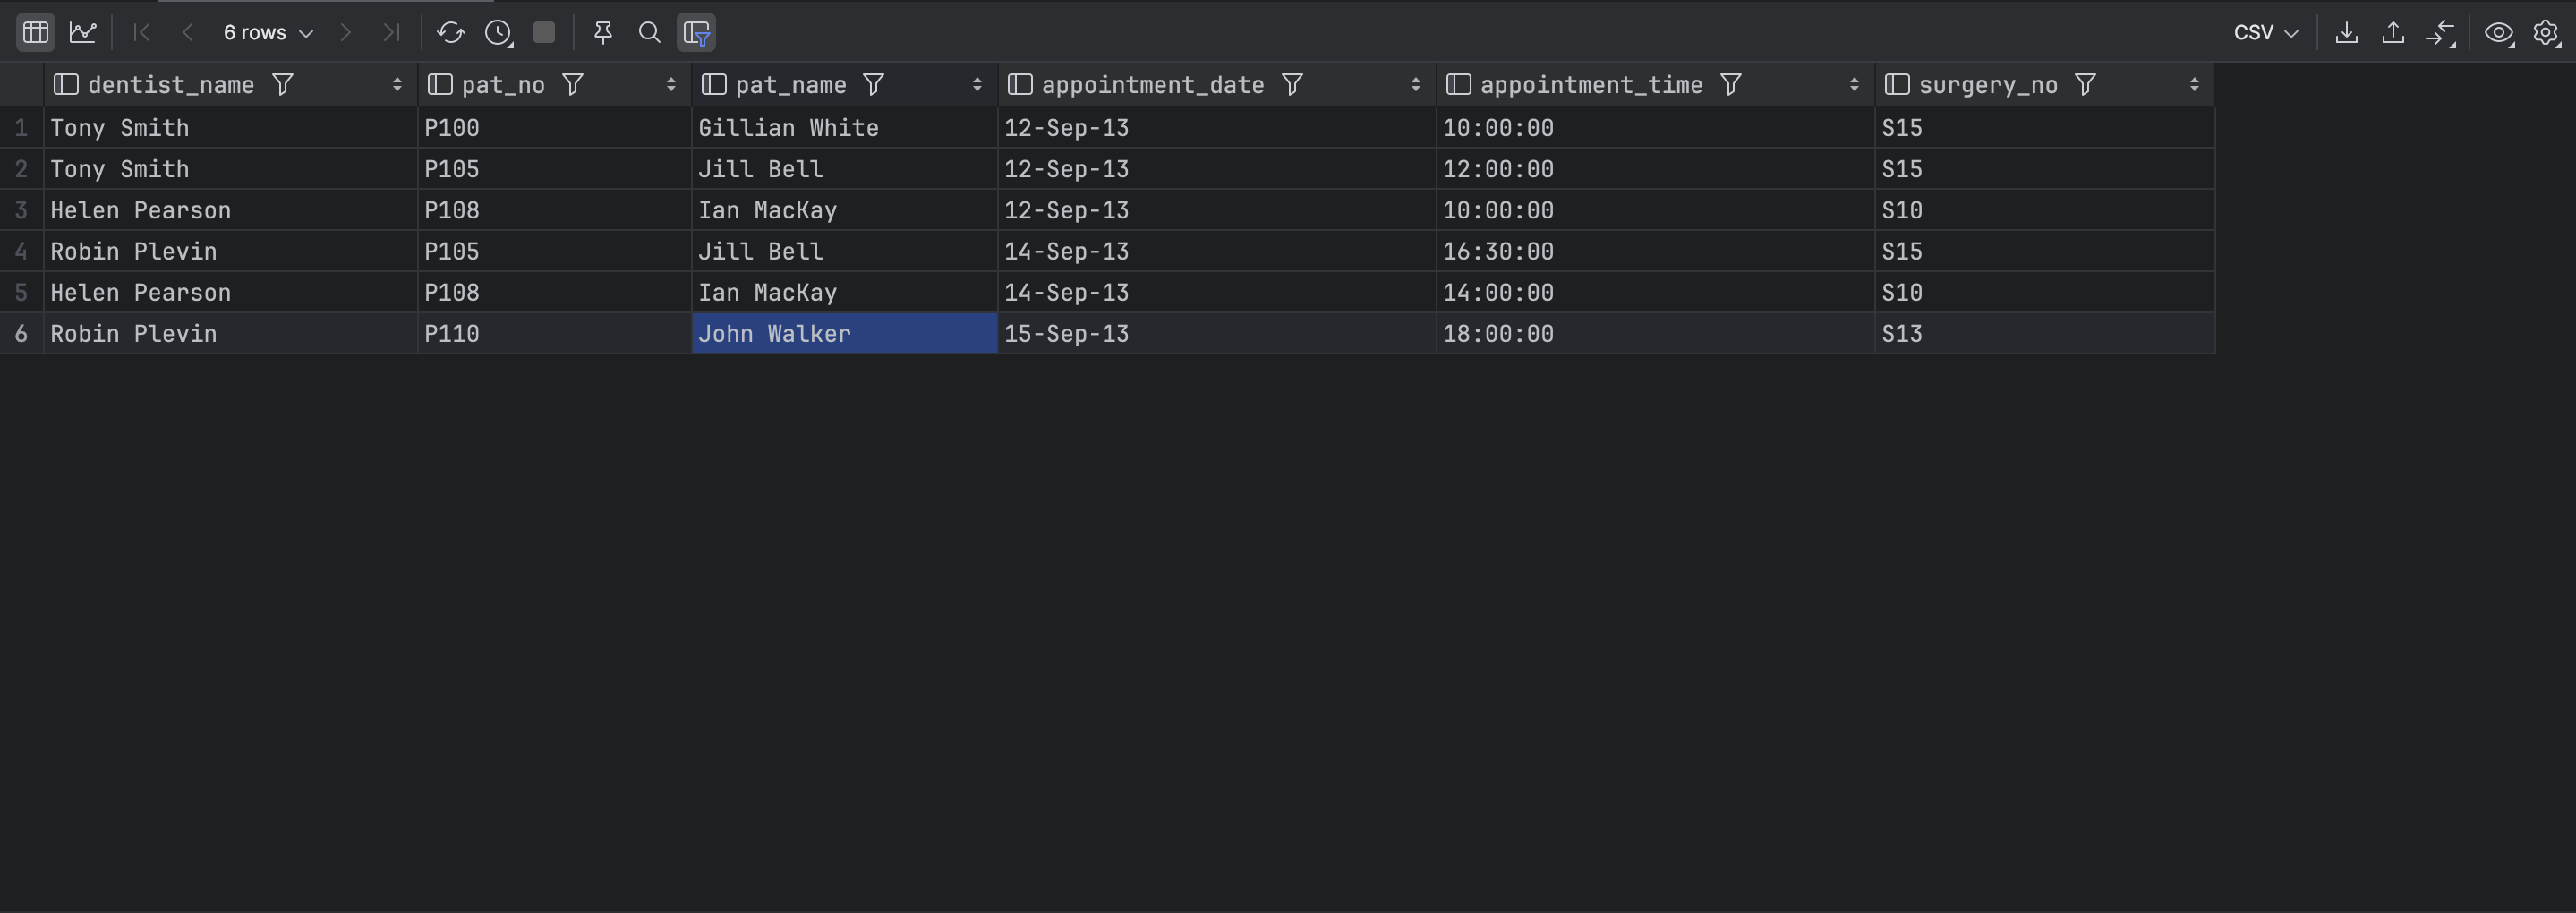 6 rows CSV
dentist_name pat_no pat_name appointment_date appointment_time surgery_no
1 Tony Smith P100 Gillian White 12-Sep-13 10:00:00 S15
2 Tony Smith P105 Jill Bell 12-Sep-13 12:00:00 S15
3 Helen Pearson P108 Ian MacKay 12-Sep-13 10:00:00 S10
4 Robin Plevin P105 Jill Bell 14-Sep-13 16:30:00 S15
5 Helen Pearson P108 Ian MacKay 14-Sep-13 14:00:00 S10
6 Robin Plevin P110 John Walker 15-Sep-13 18:00:00 S13